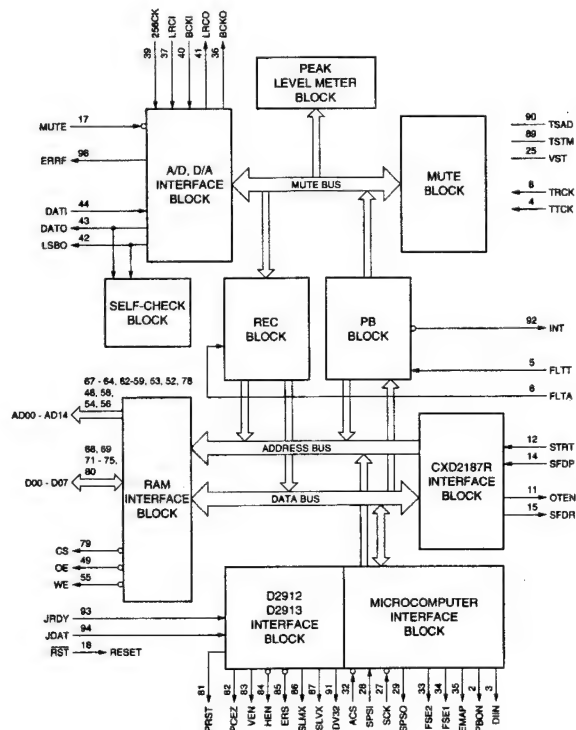 39 256CK
37 LRCI
40 BCKI
41 LRCO
36 BCKO
PEAK
LEVEL METER
BLOCK
MUTE 17
ERRF 98
DATI 44
DATO 43
LSBO 42
A/D, D/A
INTERFACE
BLOCK
MUTE BUS
MUTE
BLOCK
90 TSAD
89 TSTM
25 VST
TRCK
4 TTCK
SELF-CHECK
BLOCK
REC
BLOCK
PB
BLOCK
92 INT
5 FLTT
FLTA
67 - 64, 62-59, 53, 52, 78
54, 56
AD00 - AD14
68, 69
71 - 75,
80
D00 - D07
RAM
INTERFACE
BLOCK
ADDRESS BUS
DATA BUS
CXD2187R
INTERFACE
BLOCK
12 STRT
14 SFDP
11 OTEN
15 SFDR
CS 79
OE 49
WE 55
JRDY 93
JDAT 94
RST 18 RESET
D2912
D2913
INTERFACE
BLOCK
MICROCOMPUTER
INTERFACE
BLOCK
81 PRST
82 PCEZ
83 VEN
84 HEN
85 ERS
86 SLMX
87 SLVX
91 DV32
32 ACS
28 SPSI
27 SCK
29 SPSO
33 FSE2
34 FSE1
35 EMAP
2 PBON
3 DIIN